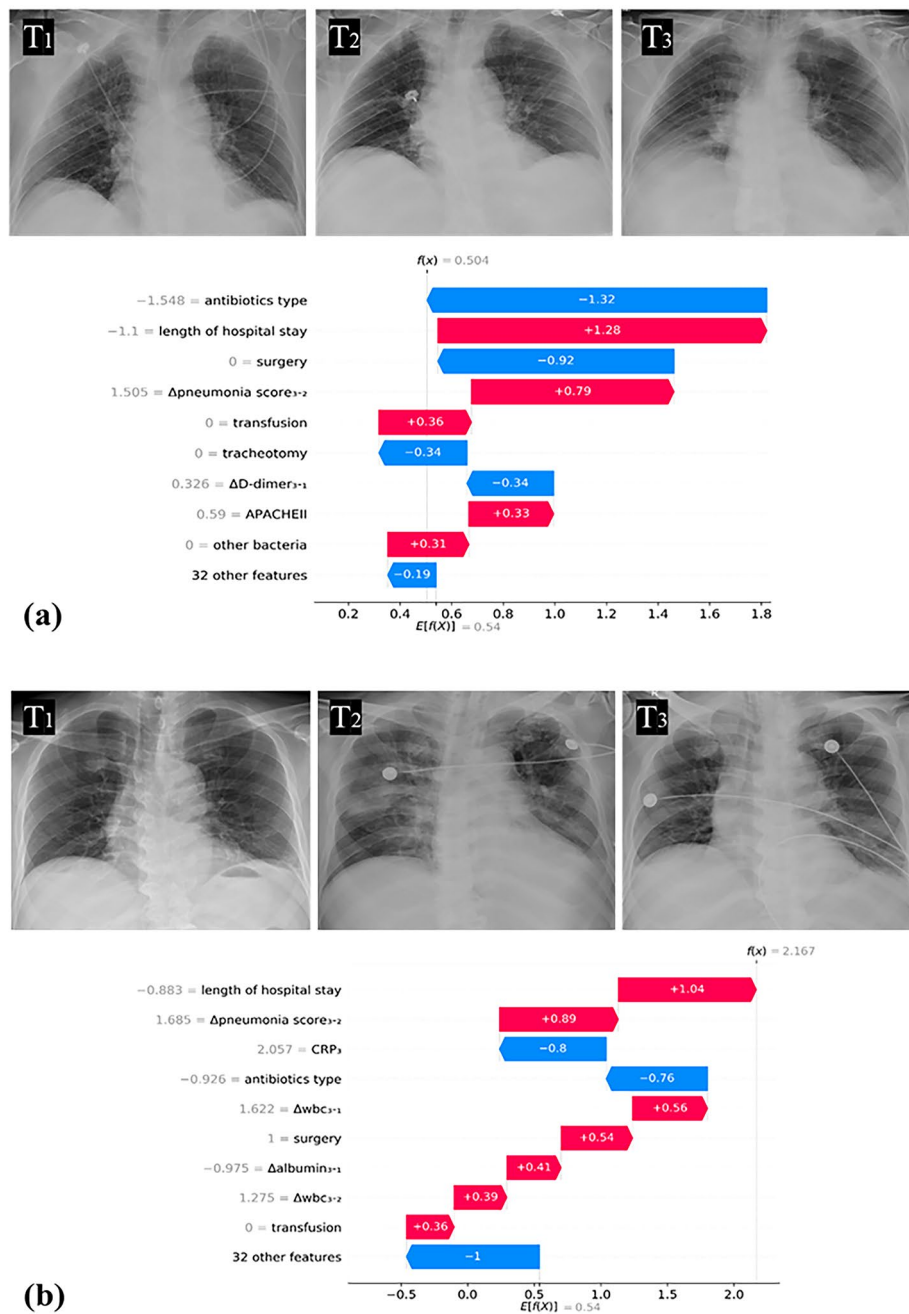 T1 T2 T3
f(x) = 0.504
−1.548 = antibiotics type −1.32
−1.1 = length of hospital stay +1.28
0 = surgery −0.92
1.505 = Δpneumonia score₃₋₂ +0.79
0 = transfusion +0.36
0 = tracheotomy −0.34
0.326 = ΔD-dimer₃₋₁ −0.34
0.59 = APACHEII +0.33
0 = other bacteria +0.31
32 other features −0.19
0.2 0.4 0.6 0.8 1.0 1.2 1.4 1.6 1.8
E[f(X)] = 0.54
(a)
T1 T2 T3
f(x) = 2.167
−0.883 = length of hospital stay +1.04
1.685 = Δpneumonia score₃₋₂ +0.89
2.057 = CRP₃ −0.8
−0.926 = antibiotics type −0.76
1.622 = Δwbc₃₋₁ +0.56
1 = surgery +0.54
−0.975 = Δalbumin₃₋₁ +0.41
1.275 = Δwbc₃₋₂ +0.39
0 = transfusion +0.36
32 other features −1
−0.5 0.0 0.5 1.0 1.5 2.0
E[f(X)] = 0.54
(b)